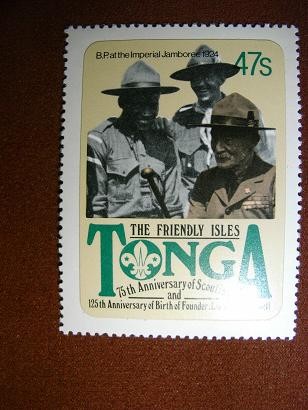 B.P. at the Imperial Jamboree 1924
47s
THE FRIENDLY ISLES
TONGA
75th Anniversary of
and
125th Anniversary of Birth of Founder